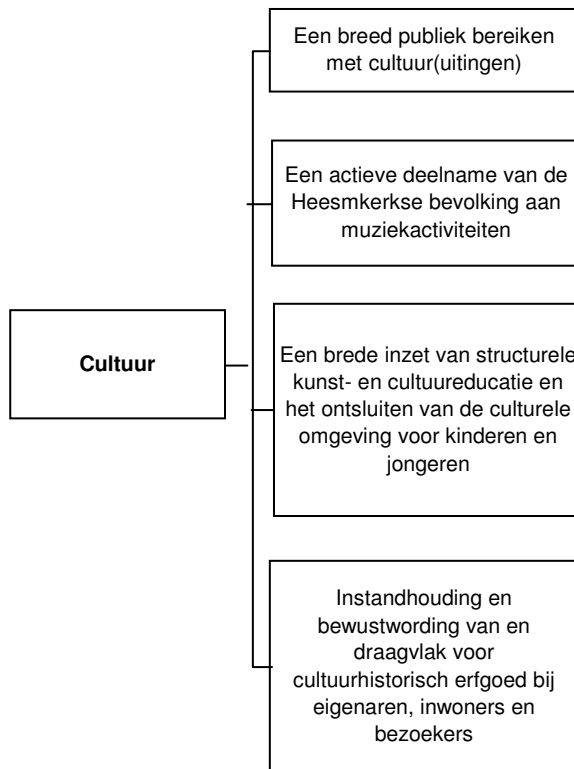 Een breed publiek bereiken
met cultuur(uitingen)
Een actieve deelname van de
Heesmkerkse bevolking aan
muziekactiviteiten
Cultuur
Een brede inzet van structurele
kunst- en cultuureducatie en
het ontsluiten van de culturele
omgeving voor kinderen en
jongeren
Instandhouding en
bewustwording van en
draagvlak voor
cultuurhistorisch erfgoed bij
eigenaren, inwoners en
bezoekers